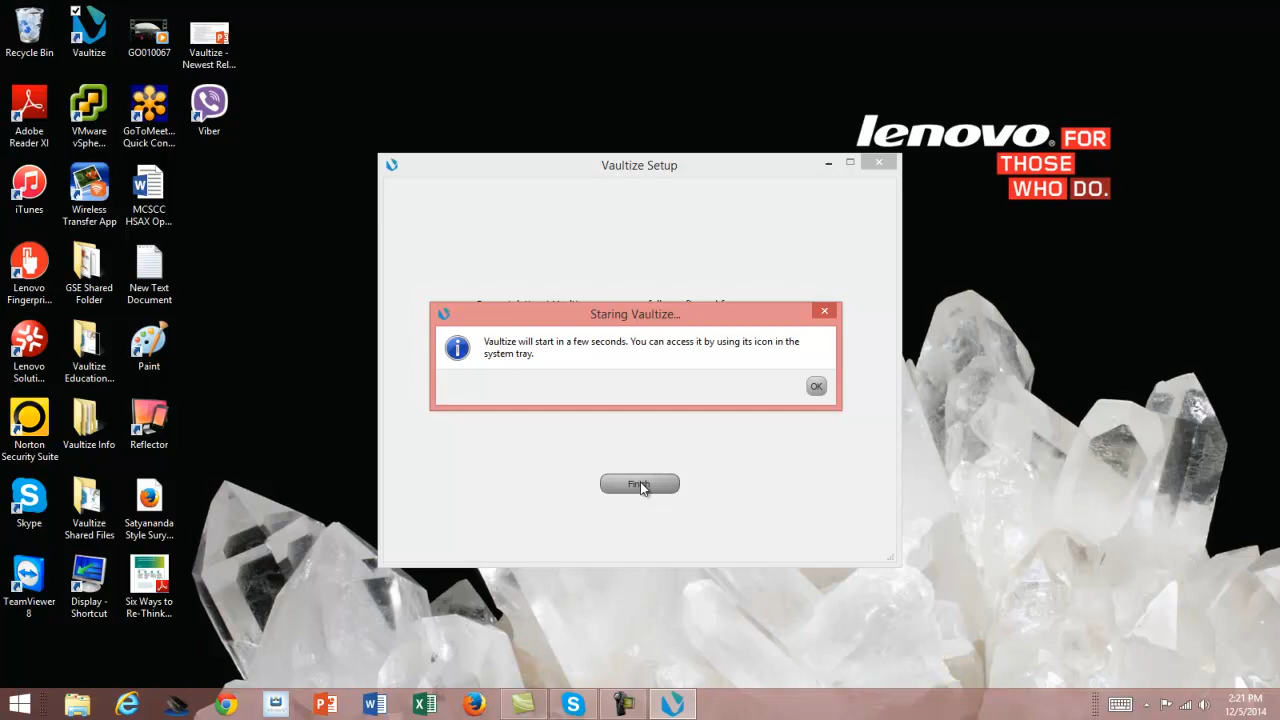 Recycle Bin
Vaultize
GO010067
Vaultize -
Newest Rel...
Adobe
Reader XI
VMware
vSphe...
GoToMeet...
Quick Con...
Viber
iTunes
Wireless
Transfer App
MCSCC
HSAX Op...
Lenovo
Fingerpri...
GSE Shared
Folder
New Text
Document
Lenovo
Soluti...
Vaultize
Education...
Paint
Norton
Security Suite
Vaultize Info
Reflector
Skype
Vaultize
Shared Files
Satyananda
Style Sury...
TeamViewer
8
Display -
Shortcut
Six Ways to
Re-Think...
lenovo FOR
THOSE
WHO DO.
Vaultize Setup
Staring Vaultize...
Vaultize will start in a few seconds. You can access it by using its icon in the
system tray.
OK
Finish
2:21 PM
12/5/2014